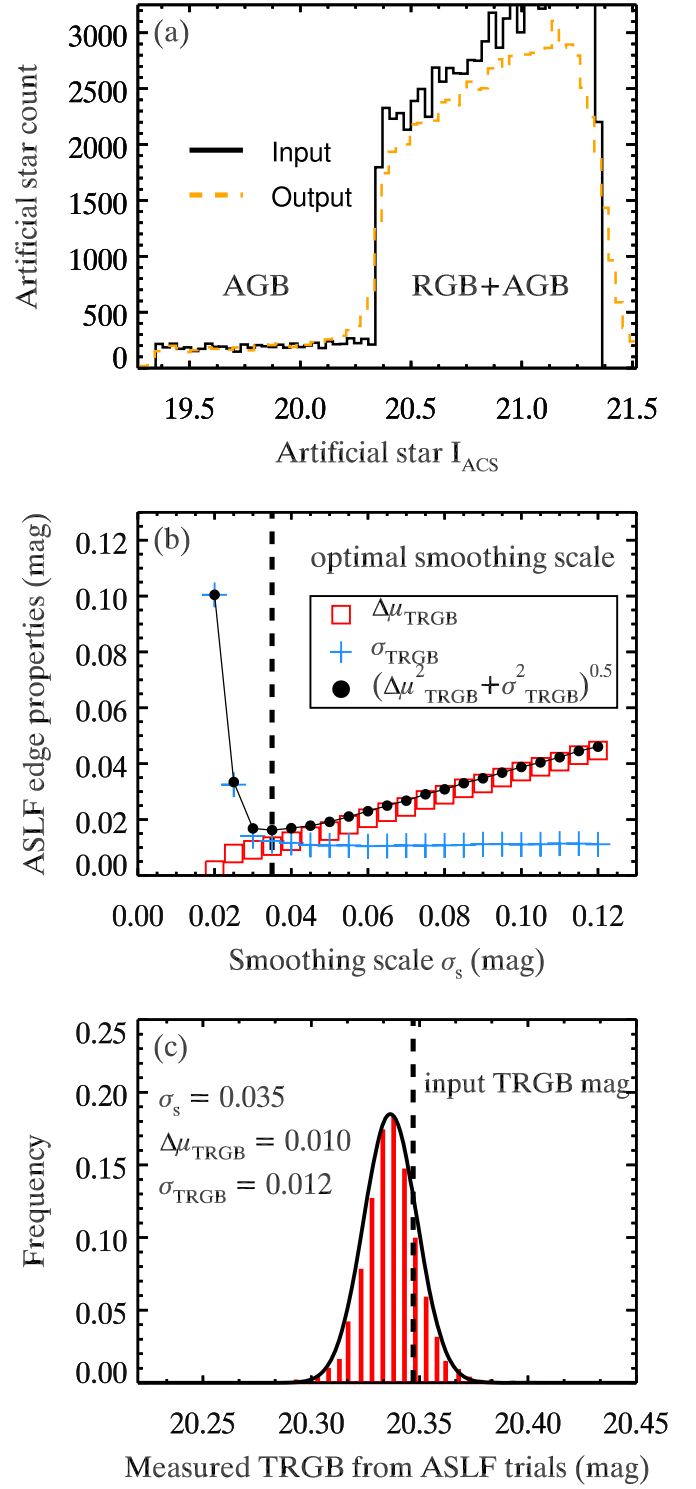 (a)
3000
2500
2000
1500
1000
500
0
Artificial star count
Input
Output
AGB
RGB+AGB
19.5 20.0 20.5 21.0 21.5
Artificial star I_ACS
(b)
optimal smoothing scale
Δμ_TRGB
σ_TRGB
(Δμ²_TRGB+σ²_TRGB)^0.5
0.12
0.10
0.08
0.06
0.04
0.02
0.00
ASLF edge properties (mag)
0.00 0.02 0.04 0.06 0.08 0.10 0.12
Smoothing scale σ_s (mag)
(c)
input TRGB mag
σ_s = 0.035
Δμ_TRGB = 0.010
σ_TRGB = 0.012
0.25
0.20
0.15
0.10
0.05
0.00
Frequency
20.25 20.30 20.35 20.40 20.45
Measured TRGB from ASLF trials (mag)